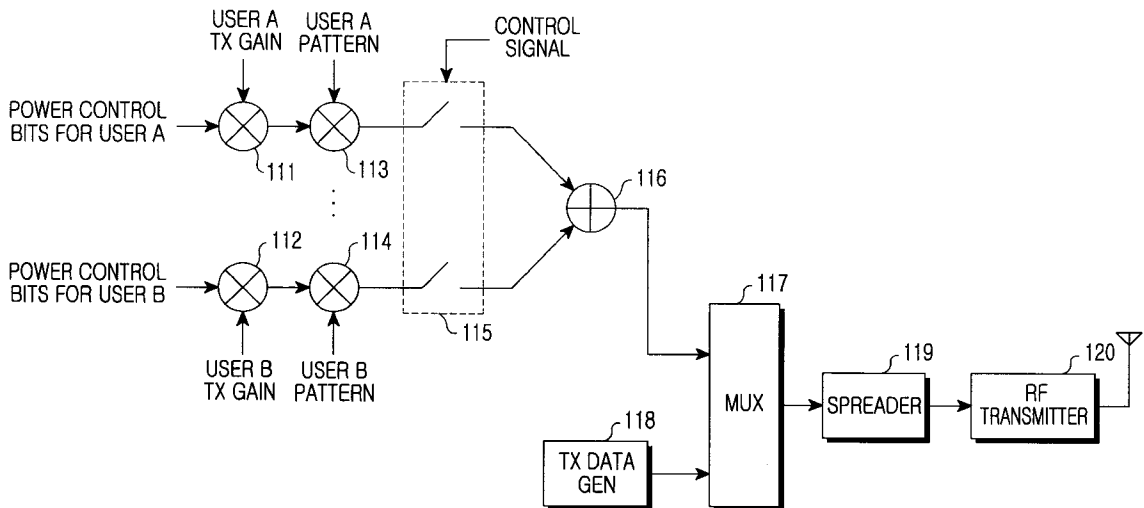 USER A
TX GAIN
USER A
PATTERN
CONTROL
SIGNAL
POWER CONTROL
BITS FOR USER A
111
113
116
112
114
POWER CONTROL
BITS FOR USER B
115
USER B
TX GAIN
USER B
PATTERN
117
MUX
119
SPREADER
120
RF
TRANSMITTER
118
TX DATA
GEN